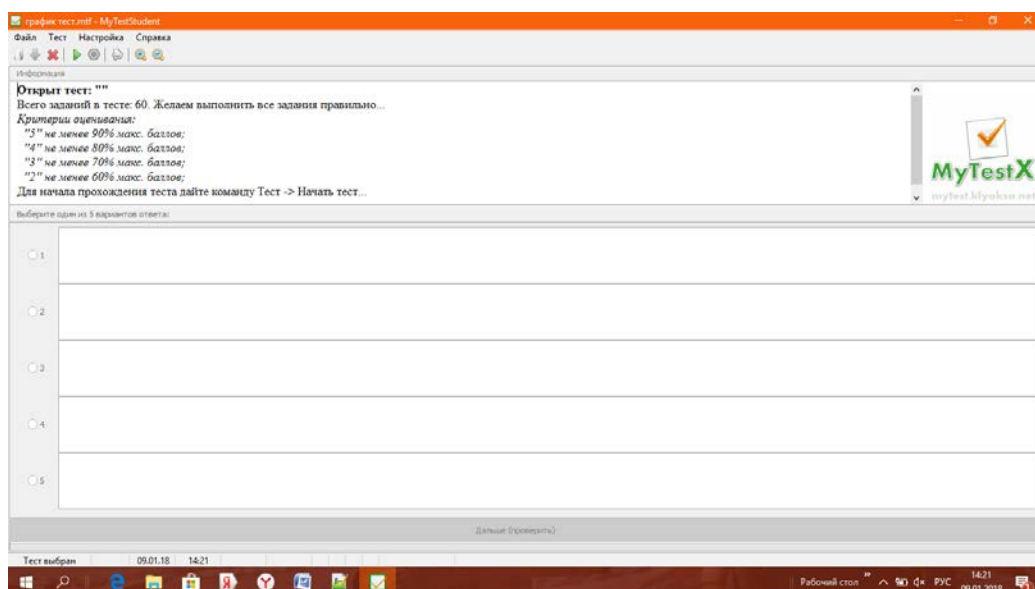 график тест.mtf - MyTestStudent
Файл Тест Настройка Справка
Информация
Открыт тест: ""
Всего заданий в тесте: 60. Желаем выполнить все задания правильно...
Критерии оценивания:
"5" не менее 90% макс. баллов;
"4" не менее 80% макс. баллов;
"3" не менее 70% макс. баллов;
"2" не менее 60% макс. баллов;
Для начала прохождения теста дайте команду Тест -> Начать тест...
MyTestX
mytest.klyaksa.net
Выберите один из 5 вариантов ответа:
1
2
3
4
5
Дальше (проверить)
Тест выбран 09.01.18 14:21
Рабочий стол РУС 14:21
09.01.2018